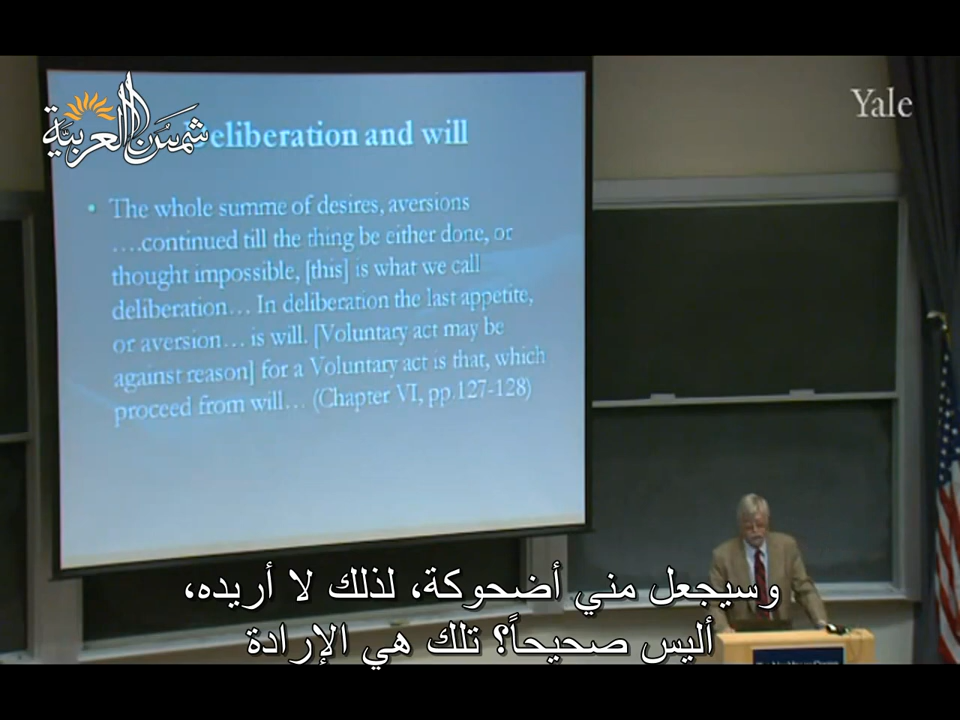 شمس العربية
Yale
Deliberation and will
• The whole summe of desires, aversions
….continued till the thing be either done, or
thought impossible, [this] is what we call
deliberation… In deliberation the last appetite,
or aversion… is will. [Voluntary act may be
against reason] for a Voluntary act is that, which
proceed from will… (Chapter VI, pp.127-128)
وسيجعل مني أضحوكة، لذلك لا أريده،
أليس صحيحاً؟ تلك هي الإرادة